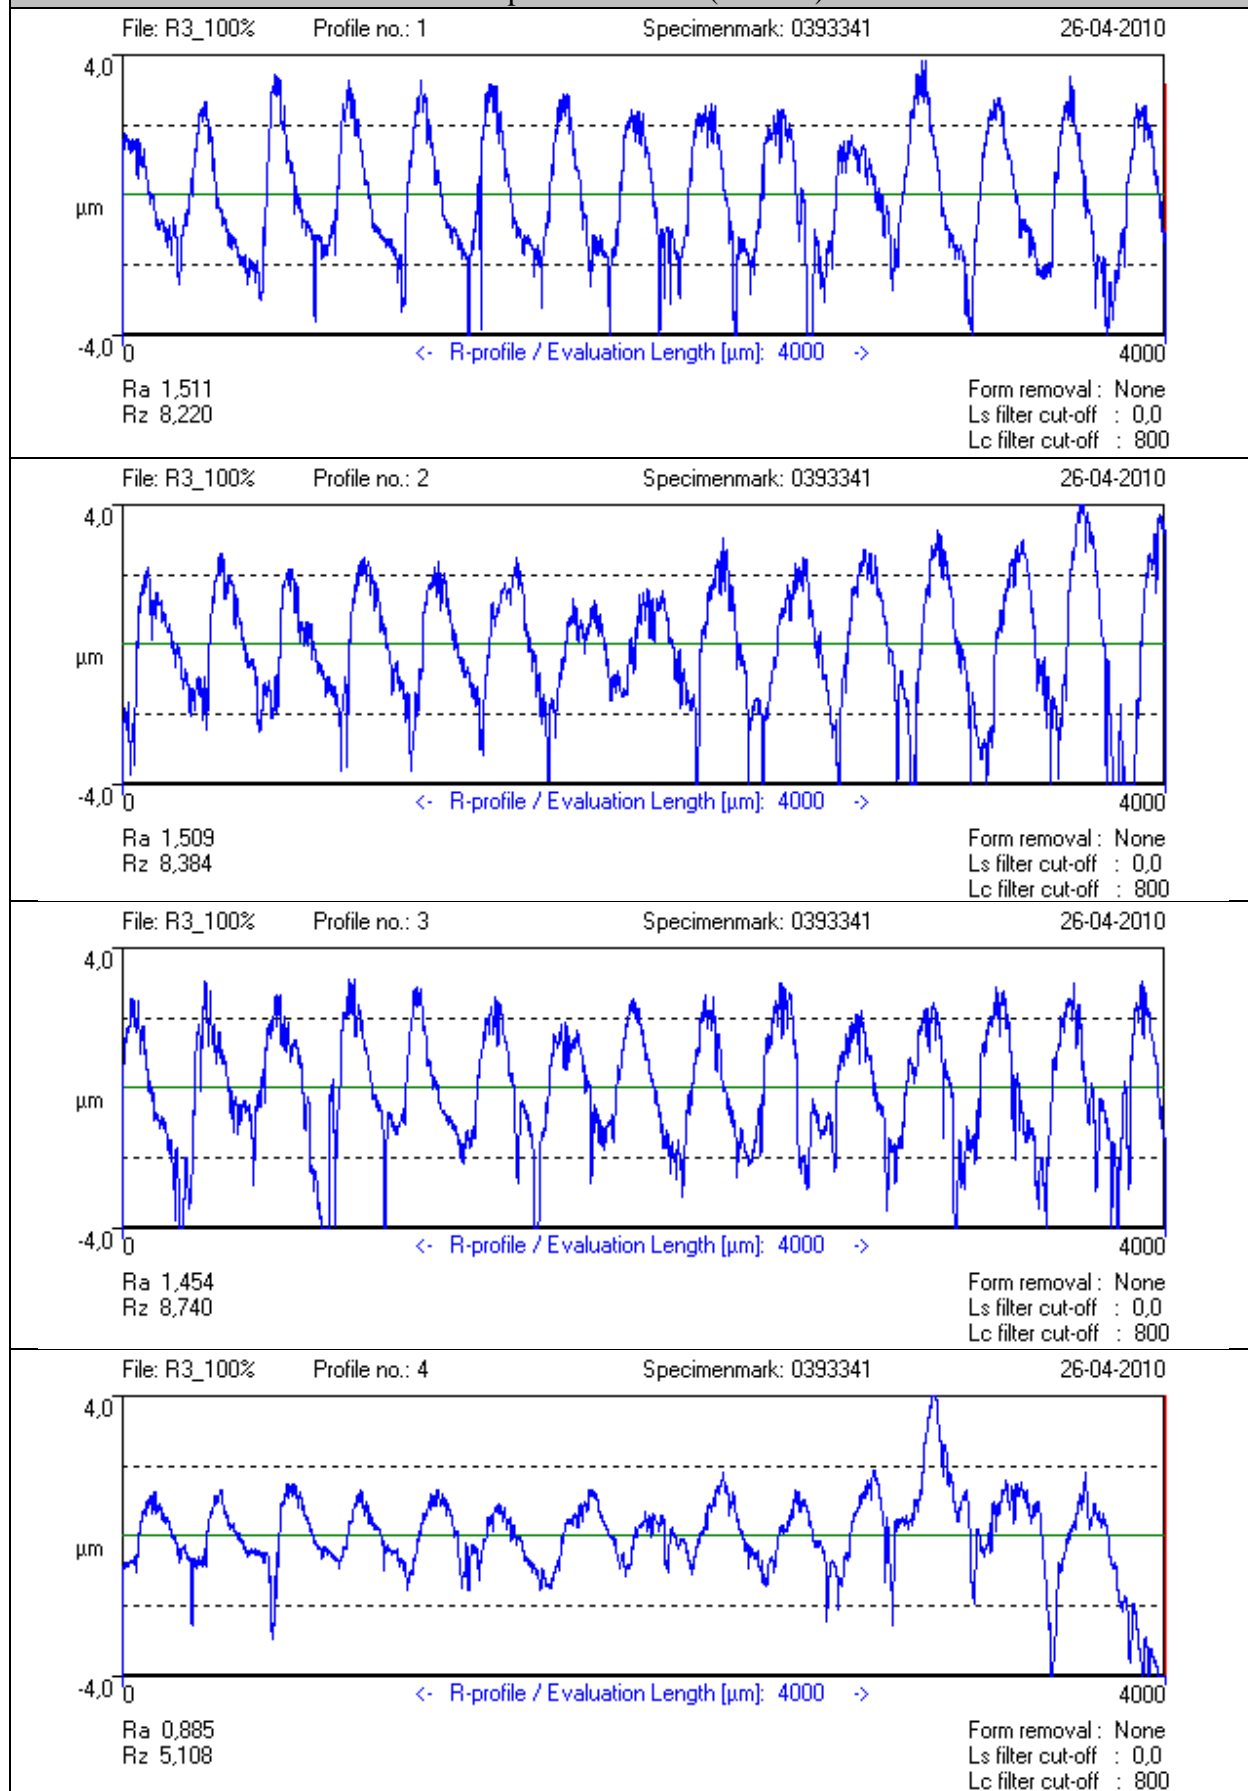 File: R3_100% Profile no.: 1 Specimenmark: 0393341 26-04-2010
4,0
µm
-4,0
0 <- R-profile / Evaluation Length [µm]: 4000 -> 4000
Ra 1,511 Form removal : None
Rz 8,220 Ls filter cut-off : 0,0
Lc filter cut-off : 800
File: R3_100% Profile no.: 2 Specimenmark: 0393341 26-04-2010
4,0
µm
-4,0
0 <- R-profile / Evaluation Length [µm]: 4000 -> 4000
Ra 1,509 Form removal : None
Rz 8,384 Ls filter cut-off : 0,0
Lc filter cut-off : 800
File: R3_100% Profile no.: 3 Specimenmark: 0393341 26-04-2010
4,0
µm
-4,0
0 <- R-profile / Evaluation Length [µm]: 4000 -> 4000
Ra 1,454 Form removal : None
Rz 8,740 Ls filter cut-off : 0,0
Lc filter cut-off : 800
File: R3_100% Profile no.: 4 Specimenmark: 0393341 26-04-2010
4,0
µm
-4,0
0 <- R-profile / Evaluation Length [µm]: 4000 -> 4000
Ra 0,885 Form removal : None
Rz 5,108 Ls filter cut-off : 0,0
Lc filter cut-off : 800